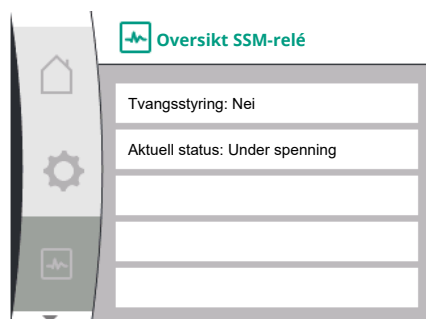 Oversikt SSM-relé
Tvangsstyring: Nei
Aktuell status: Under spenning